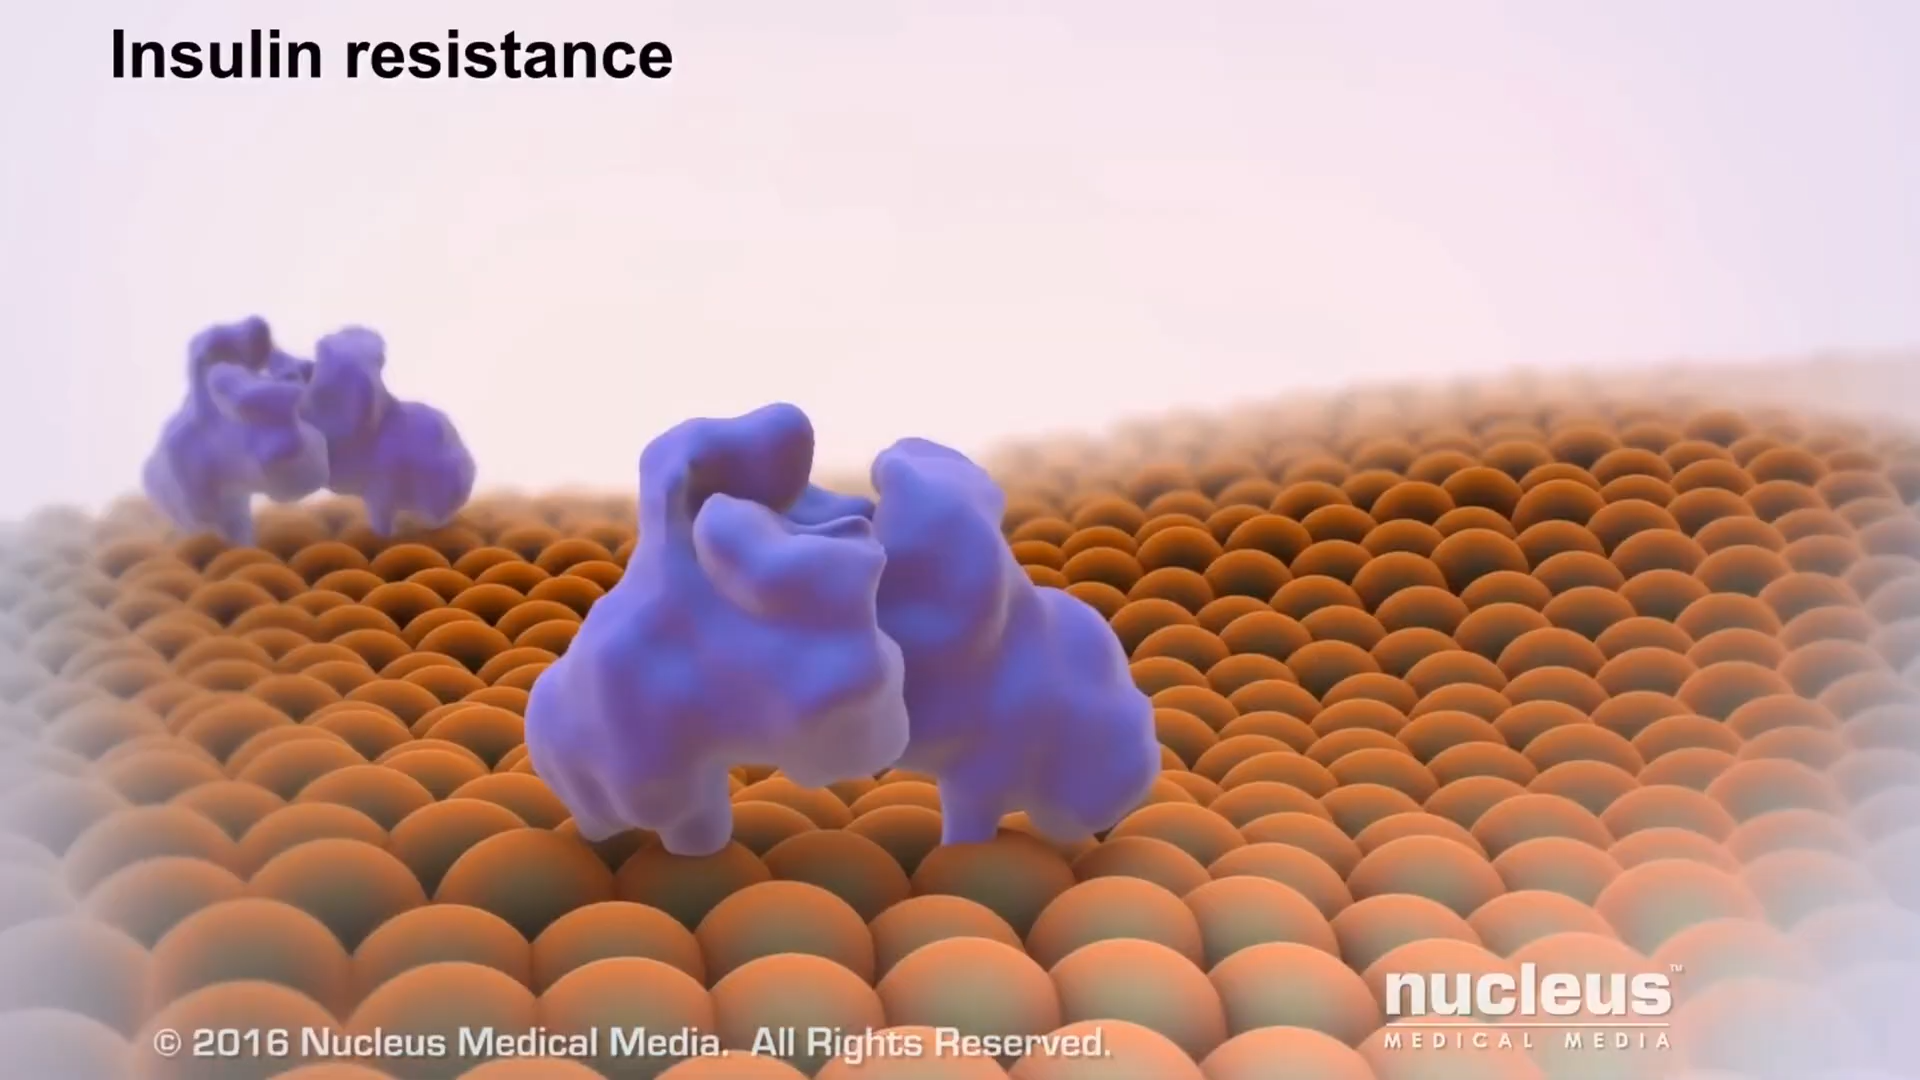 Insulin resistance
nucleus™
MEDICAL MEDIA
© 2016 Nucleus Medical Media. All Rights Reserved.